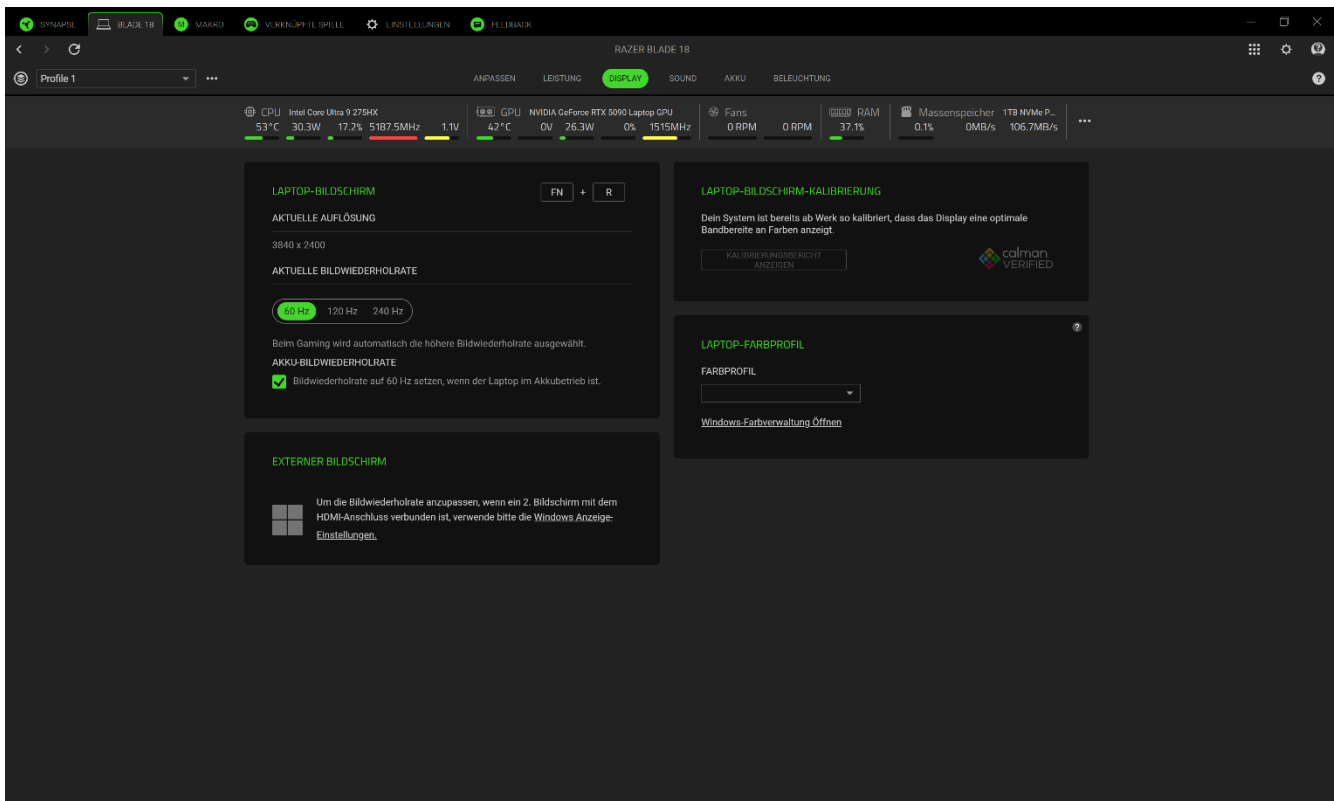 SYNAPSE BLADE 18 MAKRO VERKNÜPFTE SPIELE EINSTELLUNGEN FEEDBACK
RAZER BLADE 18
Profile 1 ANPASSEN LEISTUNG DISPLAY SOUND AKKU BELEUCHTUNG
CPU Intel Core Ultra 9 275HX GPU NVIDIA GeForce RTX 5090 Laptop GPU Fans RAM Massenspeicher 1TB NVMe P...
53°C 30.3W 17.2% 5187.5MHz 1.1V 42°C 0V 26.3W 0% 1515MHz 0 RPM 0 RPM 37.1% 0.1% 0MB/s 106.7MB/s
LAPTOP-BILDSCHIRM FN + R
AKTUELLE AUFLÖSUNG
3840 x 2400
AKTUELLE BILDWIEDERHOLRATE
60 Hz 120 Hz 240 Hz
Beim Gaming wird automatisch die höhere Bildwiederholrate ausgewählt.
AKKU-BILDWIEDERHOLRATE
Bildwiederholrate auf 60 Hz setzen, wenn der Laptop im Akkubetrieb ist.
EXTERNER BILDSCHIRM
Um die Bildwiederholrate anzupassen, wenn ein 2. Bildschirm mit dem
HDMI-Anschluss verbunden ist, verwende bitte die Windows Anzeige-
Einstellungen.
LAPTOP-BILDSCHIRM-KALIBRIERUNG
Dein System ist bereits ab Werk so kalibriert, dass das Display eine optimale
Bandbereite an Farben anzeigt.
KALIBRIERUNGSBERICHT
ANZEIGEN
calman
VERIFIED
LAPTOP-FARBPROFIL
FARBPROFIL
Windows-Farbverwaltung Öffnen